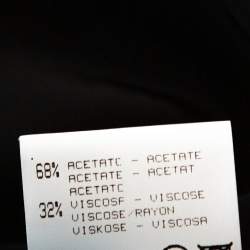 68% ACETATC - ACETATE
ACETATE - ACETAT
ACETATC
32% VISCOSF - VISCOSE
VISCOSE/RAYON
VISKOSE - VISCOSA